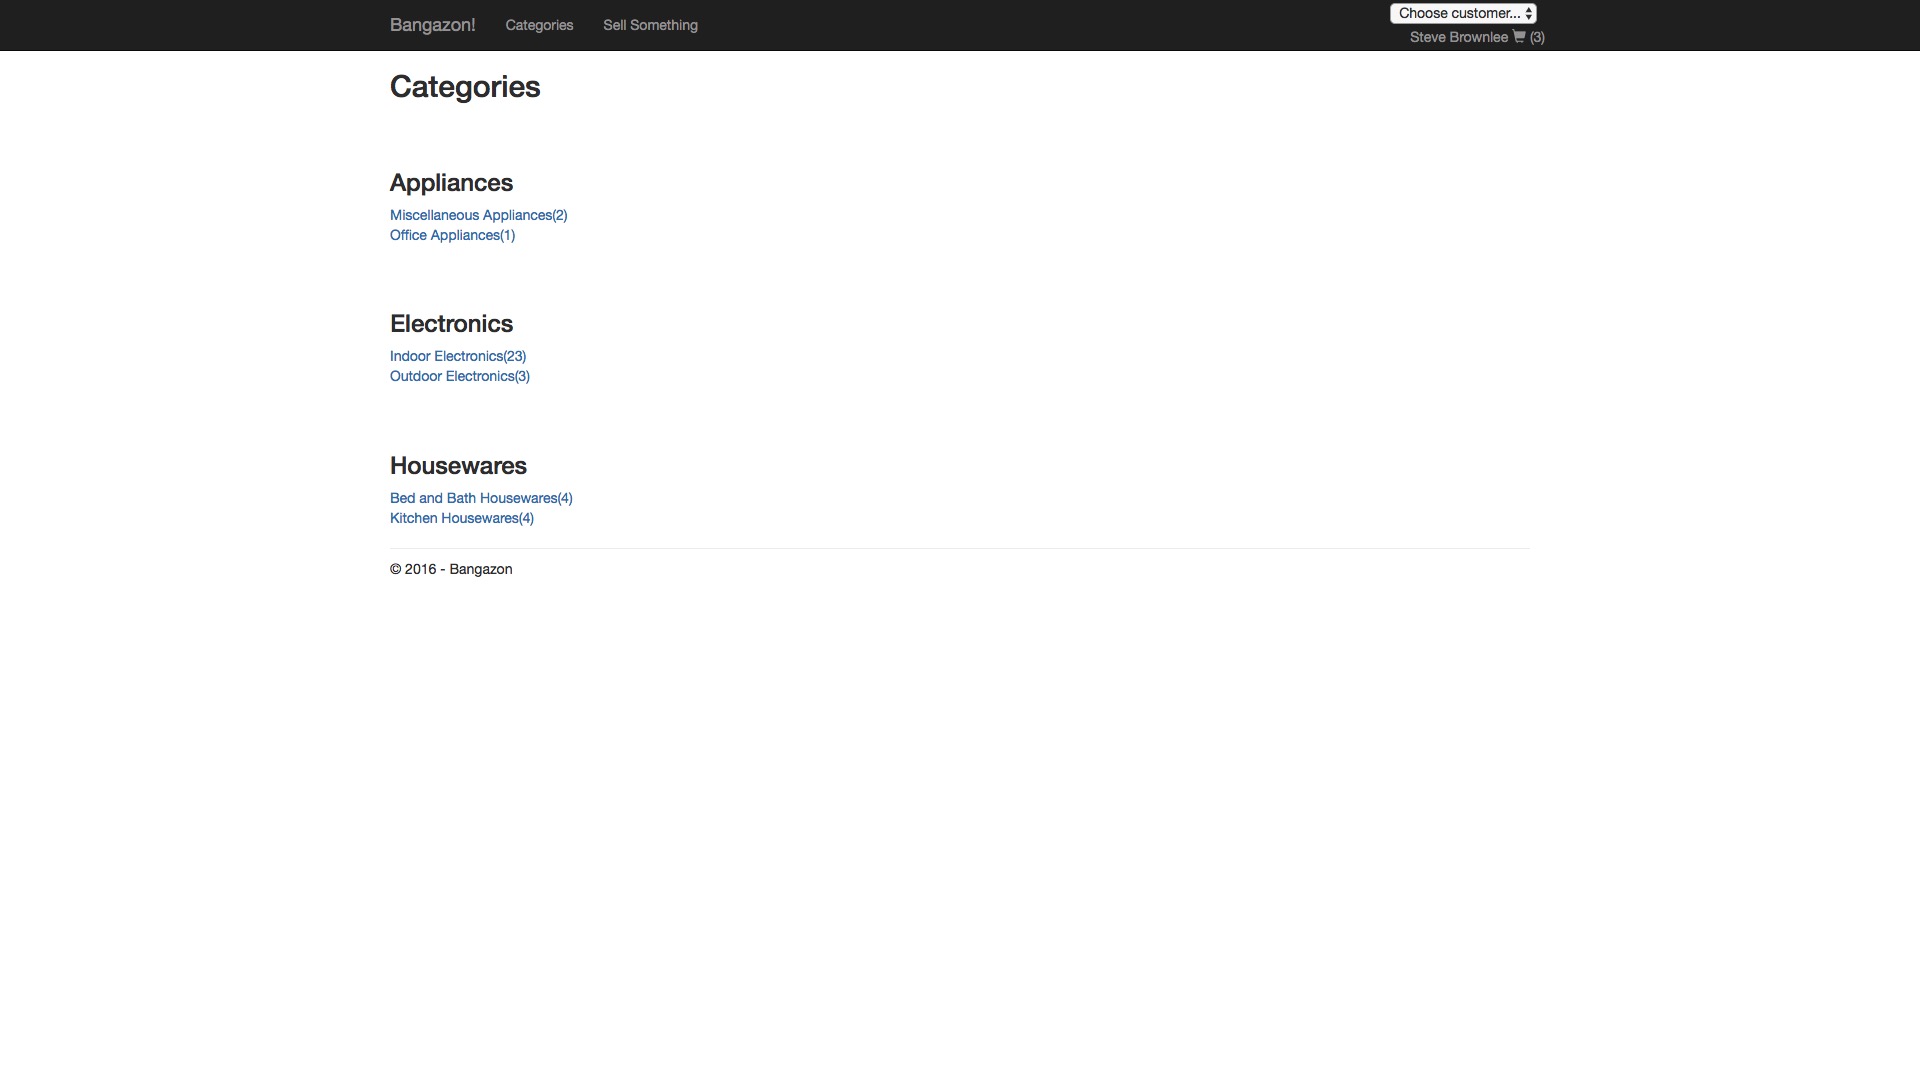 Bangazon! Categories Sell Something Choose customer...
Steve Brownlee (3)
Categories
Appliances
Miscellaneous Appliances(2)
Office Appliances(1)
Electronics
Indoor Electronics(23)
Outdoor Electronics(3)
Housewares
Bed and Bath Housewares(4)
Kitchen Housewares(4)
© 2016 - Bangazon